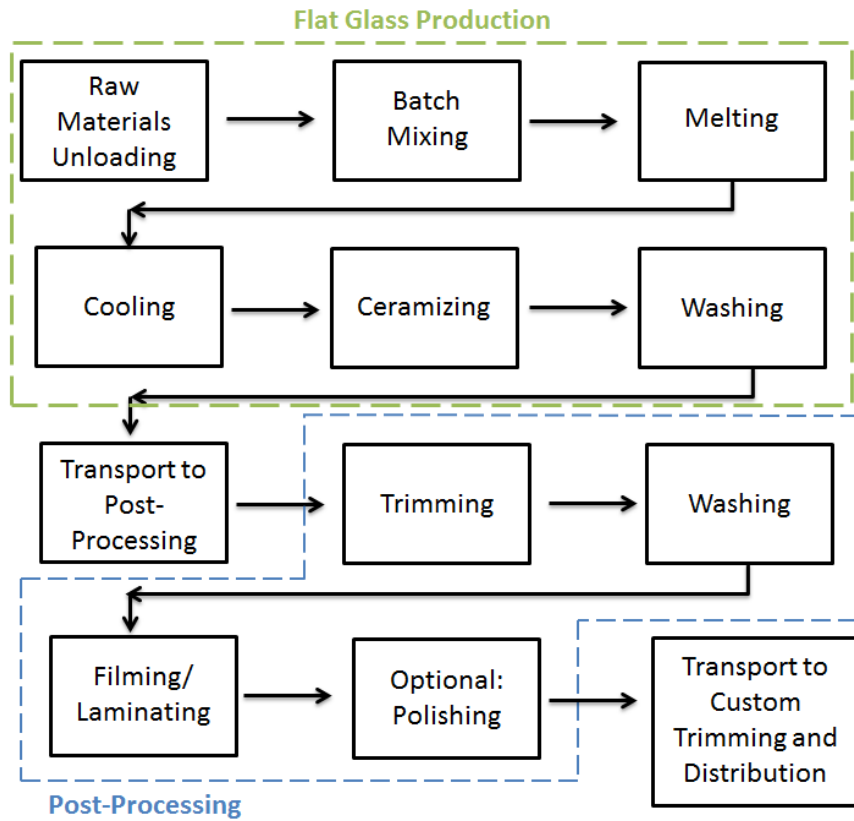 Flat Glass Production
Raw
Materials
Unloading
Batch
Mixing
Melting
Cooling
Ceramizing
Washing
Transport to
Post-
Processing
Trimming
Washing
Filming/
Laminating
Optional:
Polishing
Transport to
Custom
Trimming and
Distribution
Post-Processing